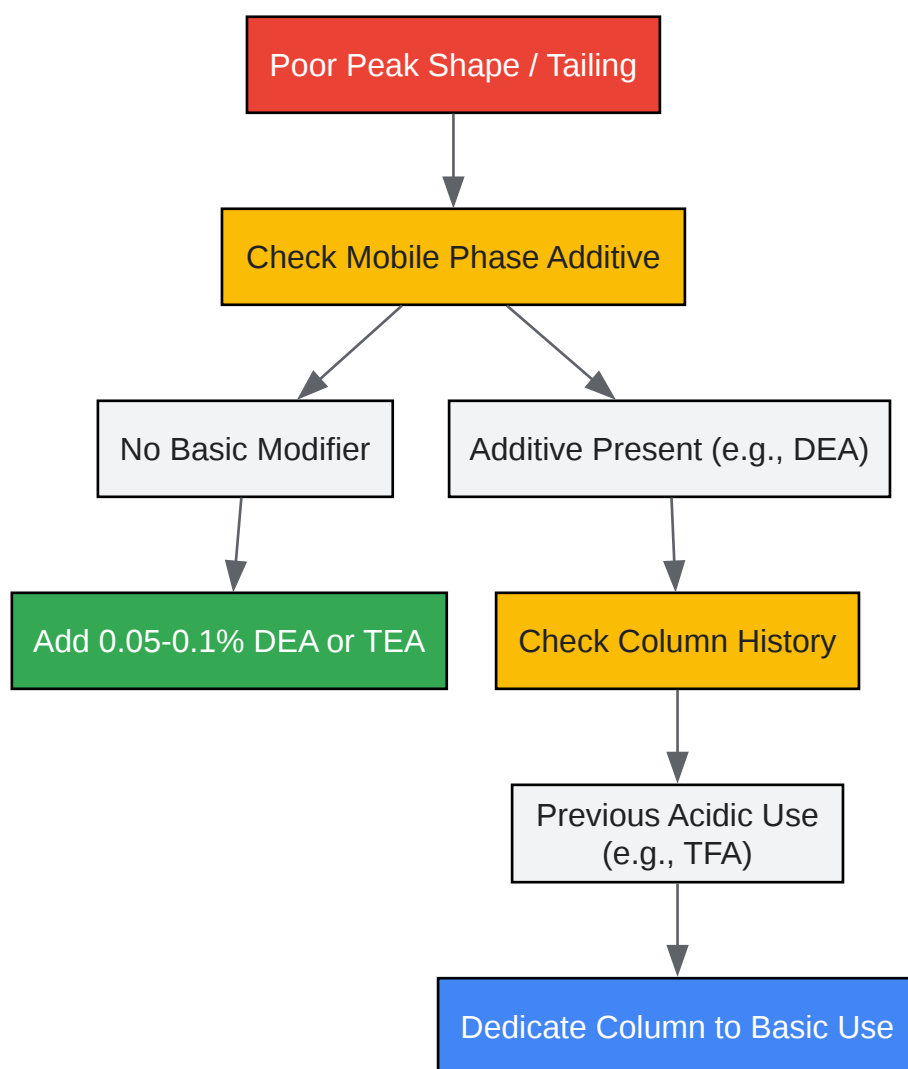 Poor Peak Shape / Tailing
Check Mobile Phase Additive
No Basic Modifier
Additive Present (e.g., DEA)
Add 0.05-0.1% DEA or TEA
Check Column History
Previous Acidic Use
(e.g., TFA)
Dedicate Column to Basic Use